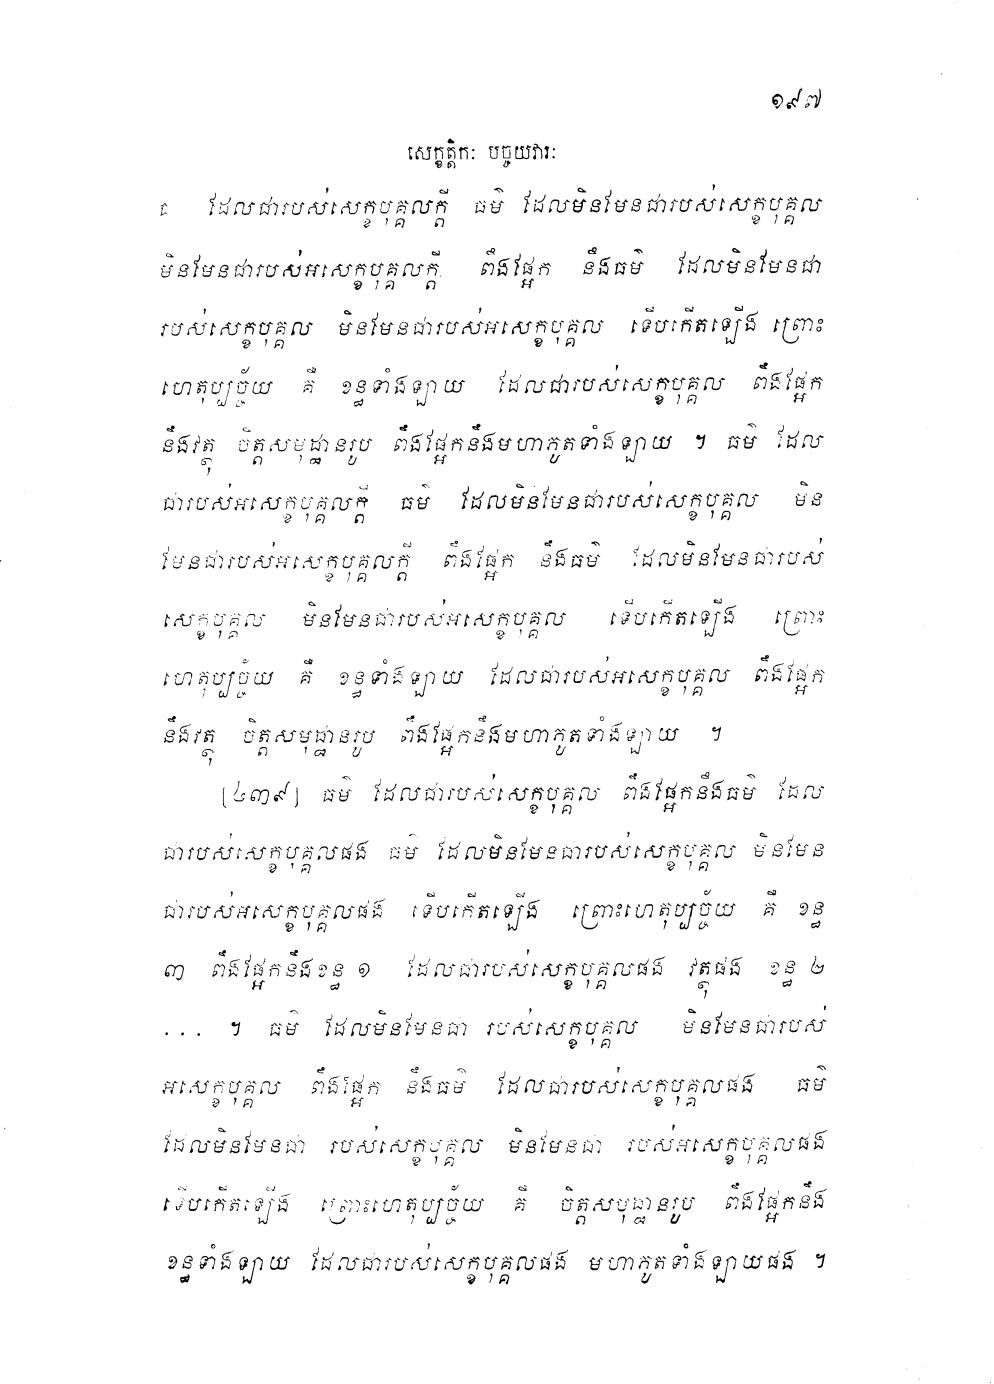 ១៩៧
សេក្ខត្តិកៈ បច្ចយវារៈ
ដែលជារបស់សេក្ខបុគ្គលក្តី ធម៌ ដែលមិនមែនជារបស់សេក្ខបុគ្គល
មិនមែនជារបស់អសេក្ខបុគ្គលក្តី ពឹងផ្អែក នឹងធម៌ ដែលមិនមែនជា
របស់សេក្ខបុគ្គល មិនមែនជារបស់អសេក្ខបុគ្គល ទើបកើតឡើង ព្រោះ
ហេតុប្បច្ច័យ គឺ ខន្ធទាំងឡាយ ដែលជារបស់សេក្ខបុគ្គល ពឹងផ្អែក
នឹងវត្ថុ ចិត្តសមុដ្ឋានរូប ពឹងផ្អែកនឹងមហាភូតទាំងឡាយ ។ ធម៌ ដែល
ជារបស់អសេក្ខបុគ្គលក្តី ធម៌ ដែលមិនមែនជារបស់សេក្ខបុគ្គល មិន
មែនជារបស់អសេក្ខបុគ្គលក្តី ពឹងផ្អែក នឹងធម៌ ដែលមិនមែនជារបស់
សេក្ខបុគ្គល មិនមែនជារបស់អសេក្ខបុគ្គល ទើបកើតឡើង ព្រោះ
ហេតុប្បច្ច័យ គឺ ខន្ធទាំងឡាយ ដែលជារបស់អសេក្ខបុគ្គល ពឹងផ្អែក
នឹងវត្ថុ ចិត្តសមុដ្ឋានរូប ពឹងផ្អែកនឹងមហាភូតទាំងឡាយ ។
[៤៣៩] ធម៌ ដែលជារបស់សេក្ខបុគ្គល ពឹងផ្អែកនឹងធម៌ ដែល
ជារបស់សេក្ខបុគ្គលផង ធម៌ ដែលមិនមែនជារបស់សេក្ខបុគ្គល មិនមែន
ជារបស់អសេក្ខបុគ្គលផង ទើបកើតឡើង ព្រោះហេតុប្បច្ច័យ គឺ ខន្ធ
៣ ពឹងផ្អែកនឹងខន្ធ ១ ដែលជារបស់សេក្ខបុគ្គលផង វត្ថុផង ខន្ធ ២
... ។ ធម៌ ដែលមិនមែនជា របស់សេក្ខបុគ្គល មិនមែនជារបស់
អសេក្ខបុគ្គល ពឹងផ្អែក នឹងធម៌ ដែលជារបស់សេក្ខបុគ្គលផង ធម៌
ដែលមិនមែនជា របស់សេក្ខបុគ្គល មិនមែនជា របស់អសេក្ខបុគ្គលផង
ទើបកើតឡើង ព្រោះហេតុប្បច្ច័យ គឺ ចិត្តសមុដ្ឋានរូប ពឹងផ្អែកនឹង
ខន្ធទាំងឡាយ ដែលជារបស់សេក្ខបុគ្គលផង មហាភូតទាំងឡាយផង ។